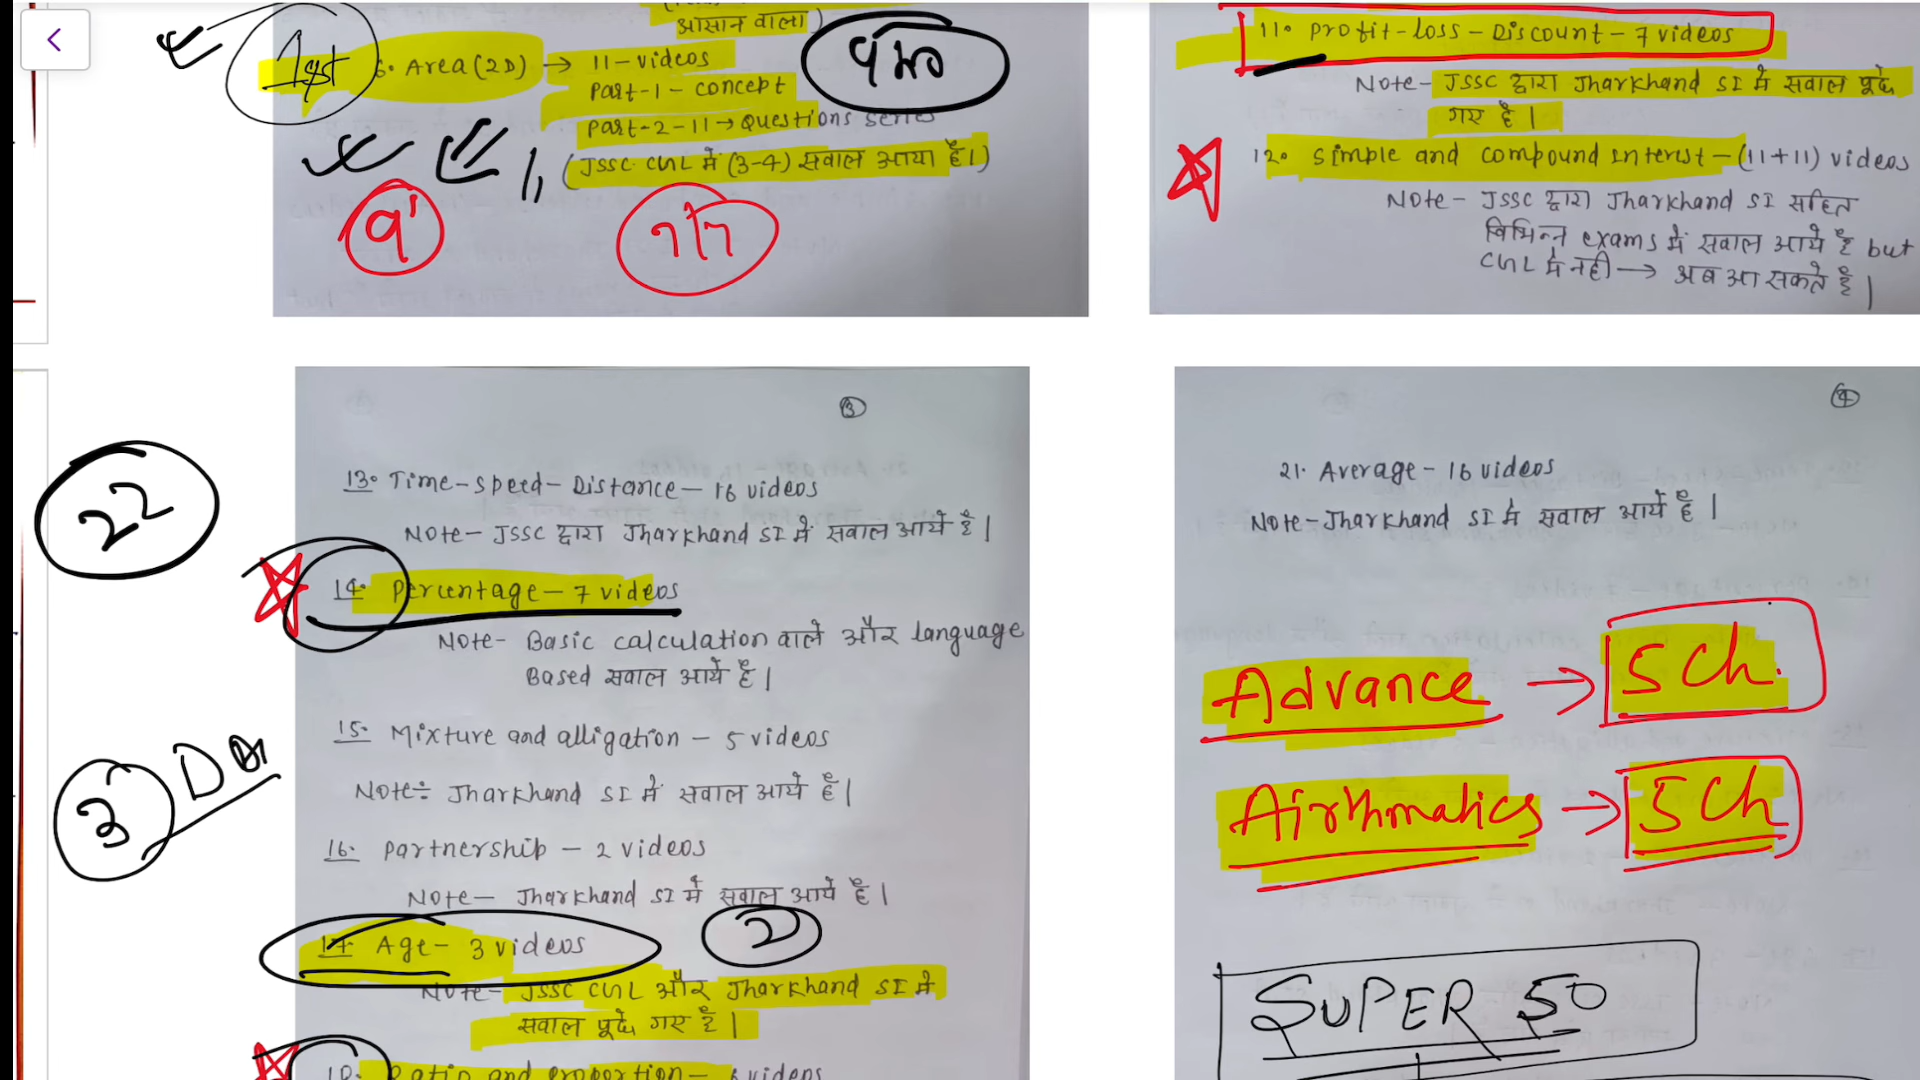 आसान वाला)
1st 6. Area (2D) → 11-videos
Part-1 - concept
Part-2-11 → Questions series
(JSSC CGL में (3-4) सवाल आया है।)
11. Profit-loss-Discount-7 videos
Note- JSSC द्वारा Jharkhand SI में सवाल पूछे
गए है।
12. Simple and compound interest-(11+11) videos
Note- JSSC द्वारा Jharkhand SI सहित
विभिन्न exams में सवाल आये है but
CGL में नही → अब आ सकते है।
3
13. Time-speed-Distance-16 videos
Note- JSSC द्वारा Jharkhand SI में सवाल आये है।
22
14. Percentage-7 videos
Note- Basic calculation वाले और language
Based सवाल आये है।
15. Mixture and alligation - 5 videos
Note:- Jharkhand SI में सवाल आये है।
3
16. Partnership - 2 videos
Note- Jharkhand SI में सवाल आये है।
17. Age- 3 videos
2
Note- JSSC CGL और Jharkhand SI में
सवाल पूछे गए है।
Ratio and proportion- videos
4
21. Average-16 videos
Note-Jharkhand SI में सवाल आये है।
Advance → 5 Ch.
Airthmatics → 5 Ch
SUPER 50